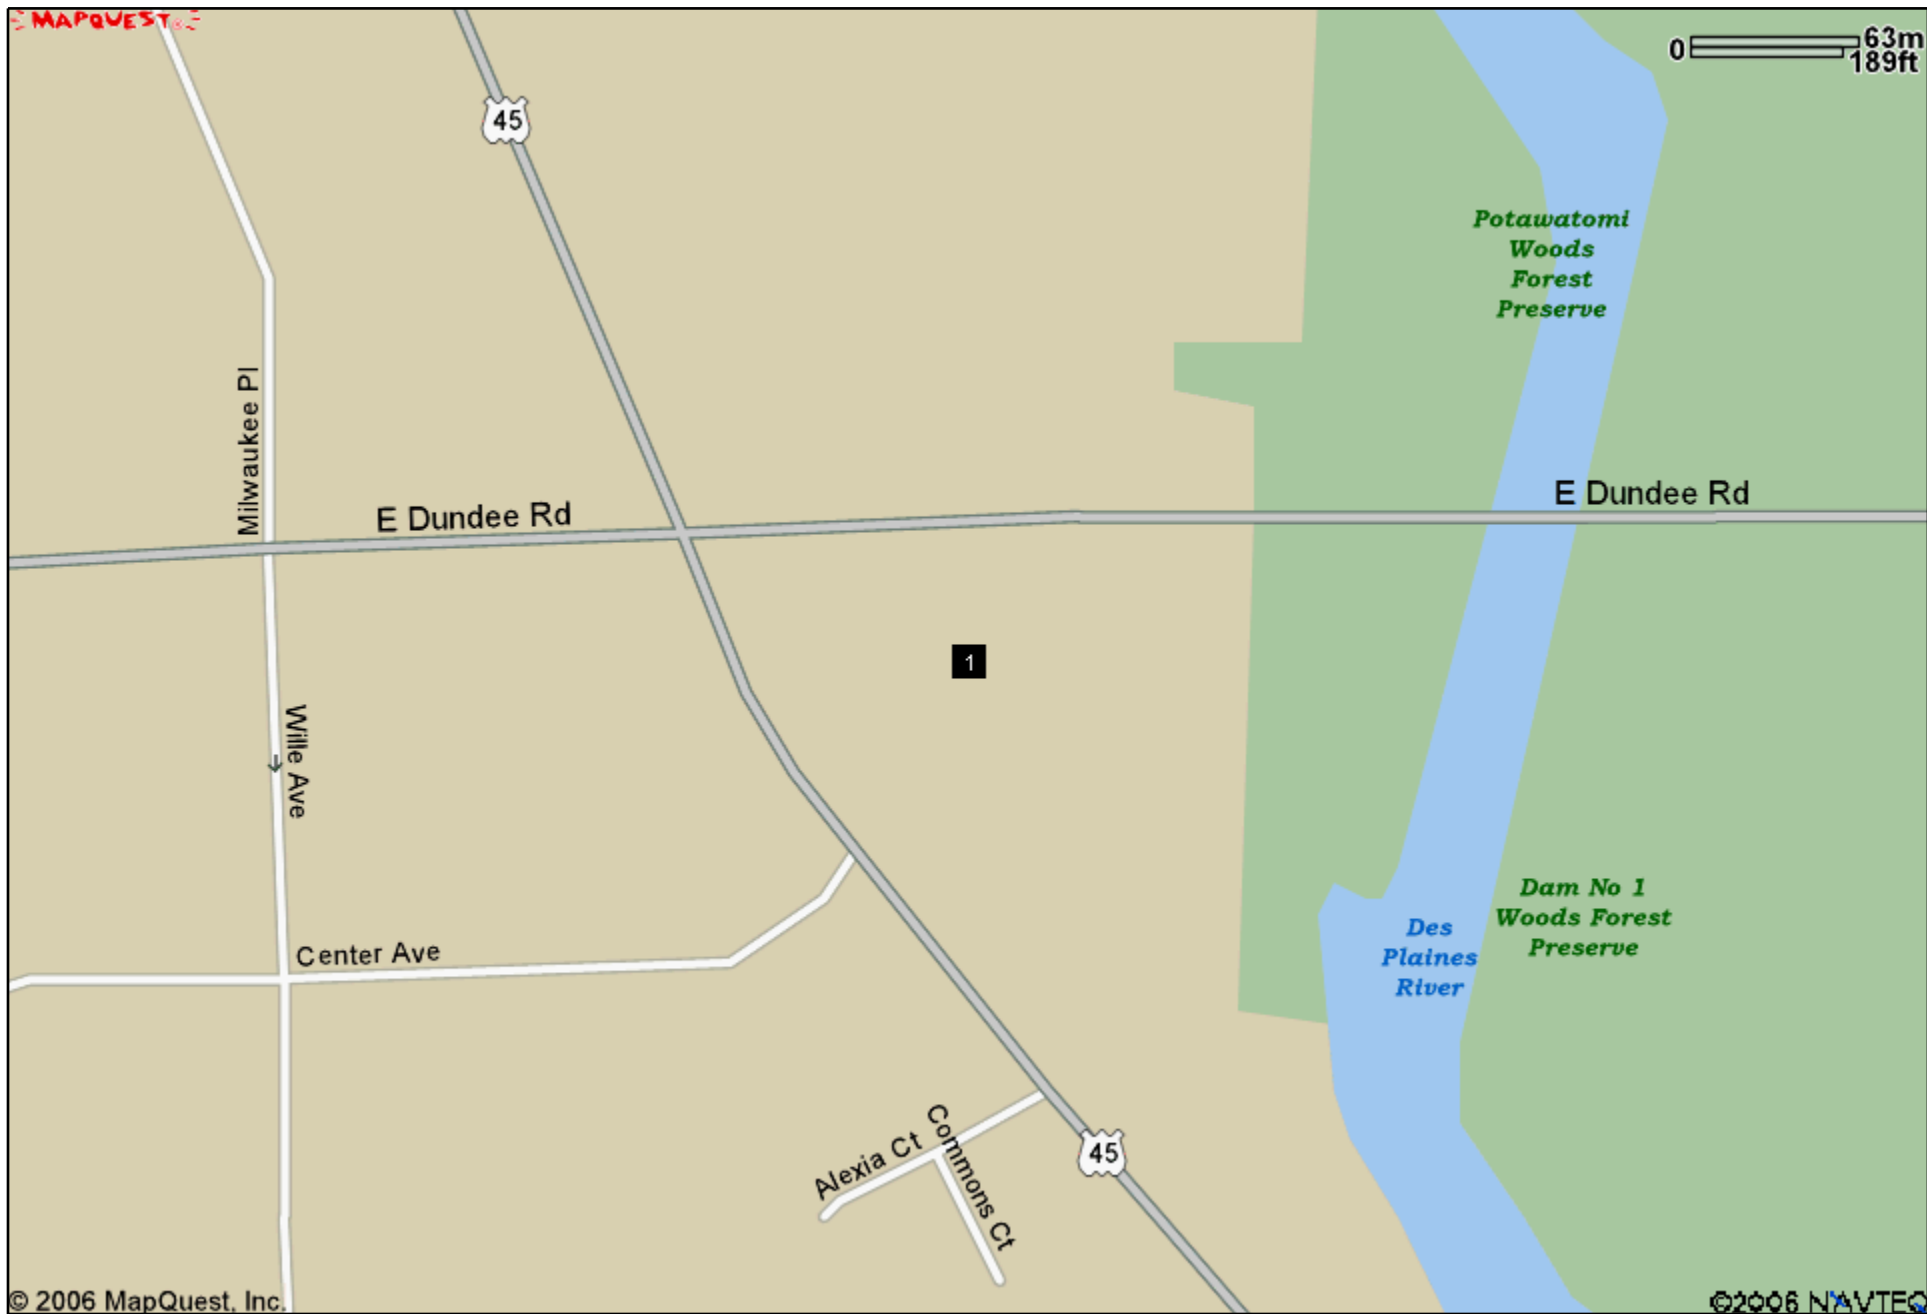 MAPQUEST®
0
63m
189ft
45
Potawatomi
Woods
Forest
Preserve
Milwaukee Pl
E Dundee Rd
E Dundee Rd
1
Wille Ave
Dam No 1
Woods Forest
Preserve
Des
Plaines
River
Center Ave
Alexia Ct
Commons Ct
45
© 2006 MapQuest, Inc.
©2006 NAVTEQ